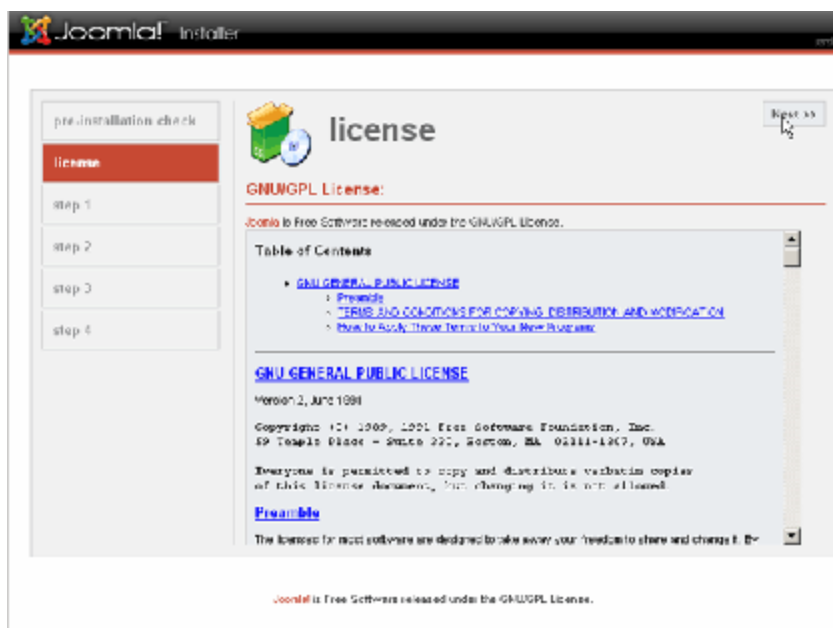 Joomla! Installer
pre-installation check
license
step 1
step 2
step 3
step 4
license
Next >>
GNU/GPL License:
Joomla is Free Software released under the GNU/GPL License.
Table of Contents
GNU GENERAL PUBLIC LICENSE
Preamble
TERMS AND CONDITIONS FOR COPYING, DISTRIBUTION AND MODIFICATION
How to Apply These Terms to Your New Programs
GNU GENERAL PUBLIC LICENSE
Version 2, June 1991
Copyright (C) 1989, 1991 Free Software Foundation, Inc.
59 Temple Place - Suite 330, Boston, MA 02111-1307, USA
Everyone is permitted to copy and distribute verbatim copies
of this license document, but changing it is not allowed.
Preamble
The licenses for most software are designed to take away your freedom to share and change it. By
Joomla! is Free Software released under the GNU/GPL License.